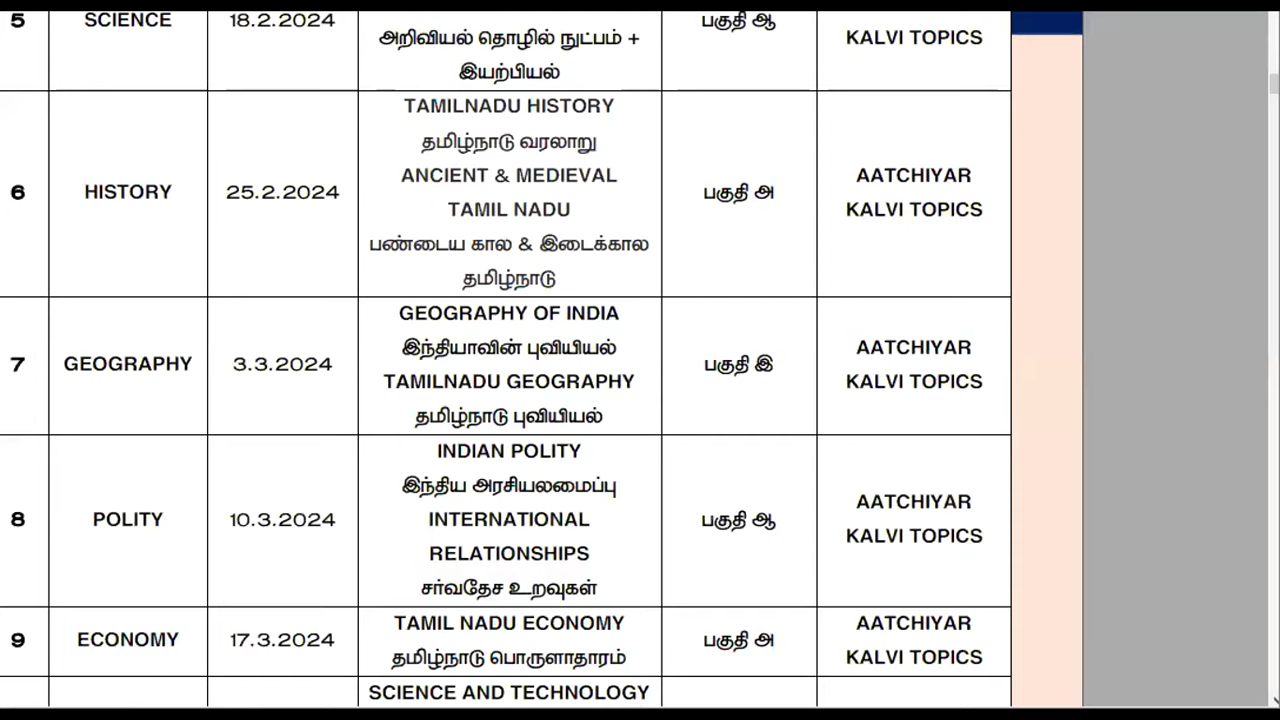 5 SCIENCE 18.2.2024 பகுதி ஆ
அறிவியல் தொழில் நுட்பம் + KALVI TOPICS
இயற்பியல்
TAMILNADU HISTORY
தமிழ்நாடு வரலாறு
ANCIENT & MEDIEVAL AATCHIYAR
6 HISTORY 25.2.2024 பகுதி அ
TAMIL NADU KALVI TOPICS
பண்டைய கால & இடைக்கால
தமிழ்நாடு
GEOGRAPHY OF INDIA
இந்தியாவின் புவியியல் AATCHIYAR
7 GEOGRAPHY 3.3.2024 பகுதி இ
TAMILNADU GEOGRAPHY KALVI TOPICS
தமிழ்நாடு புவியியல்
INDIAN POLITY
இந்திய அரசியலமைப்பு AATCHIYAR
8 POLITY 10.3.2024 INTERNATIONAL பகுதி ஆ KALVI TOPICS
RELATIONSHIPS
சர்வதேச உறவுகள்
TAMIL NADU ECONOMY AATCHIYAR
9 ECONOMY 17.3.2024 பகுதி அ
தமிழ்நாடு பொருளாதாரம் KALVI TOPICS
SCIENCE AND TECHNOLOGY